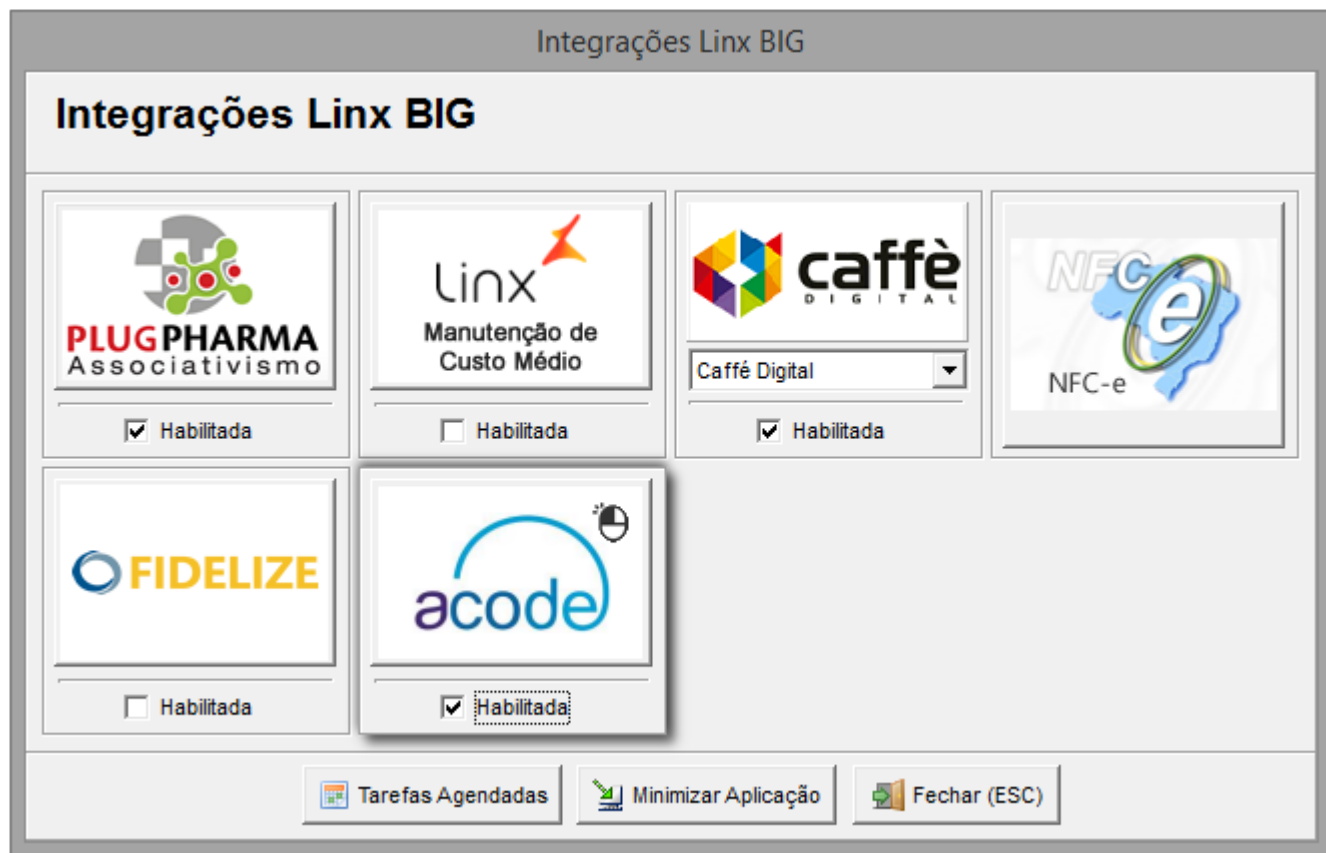 Integrações Linx BIG
Integrações Linx BIG
PLUGPHARMA
Associativismo
Habilitada
Linx
Manutenção de
Custo Médio
Habilitada
caffè
DIGITAL
Caffé Digital
Habilitada
NFC e
NFC-e
FIDELIZE
Habilitada
acode
Habilitada
Tarefas Agendadas
Minimizar Aplicação
Fechar (ESC)